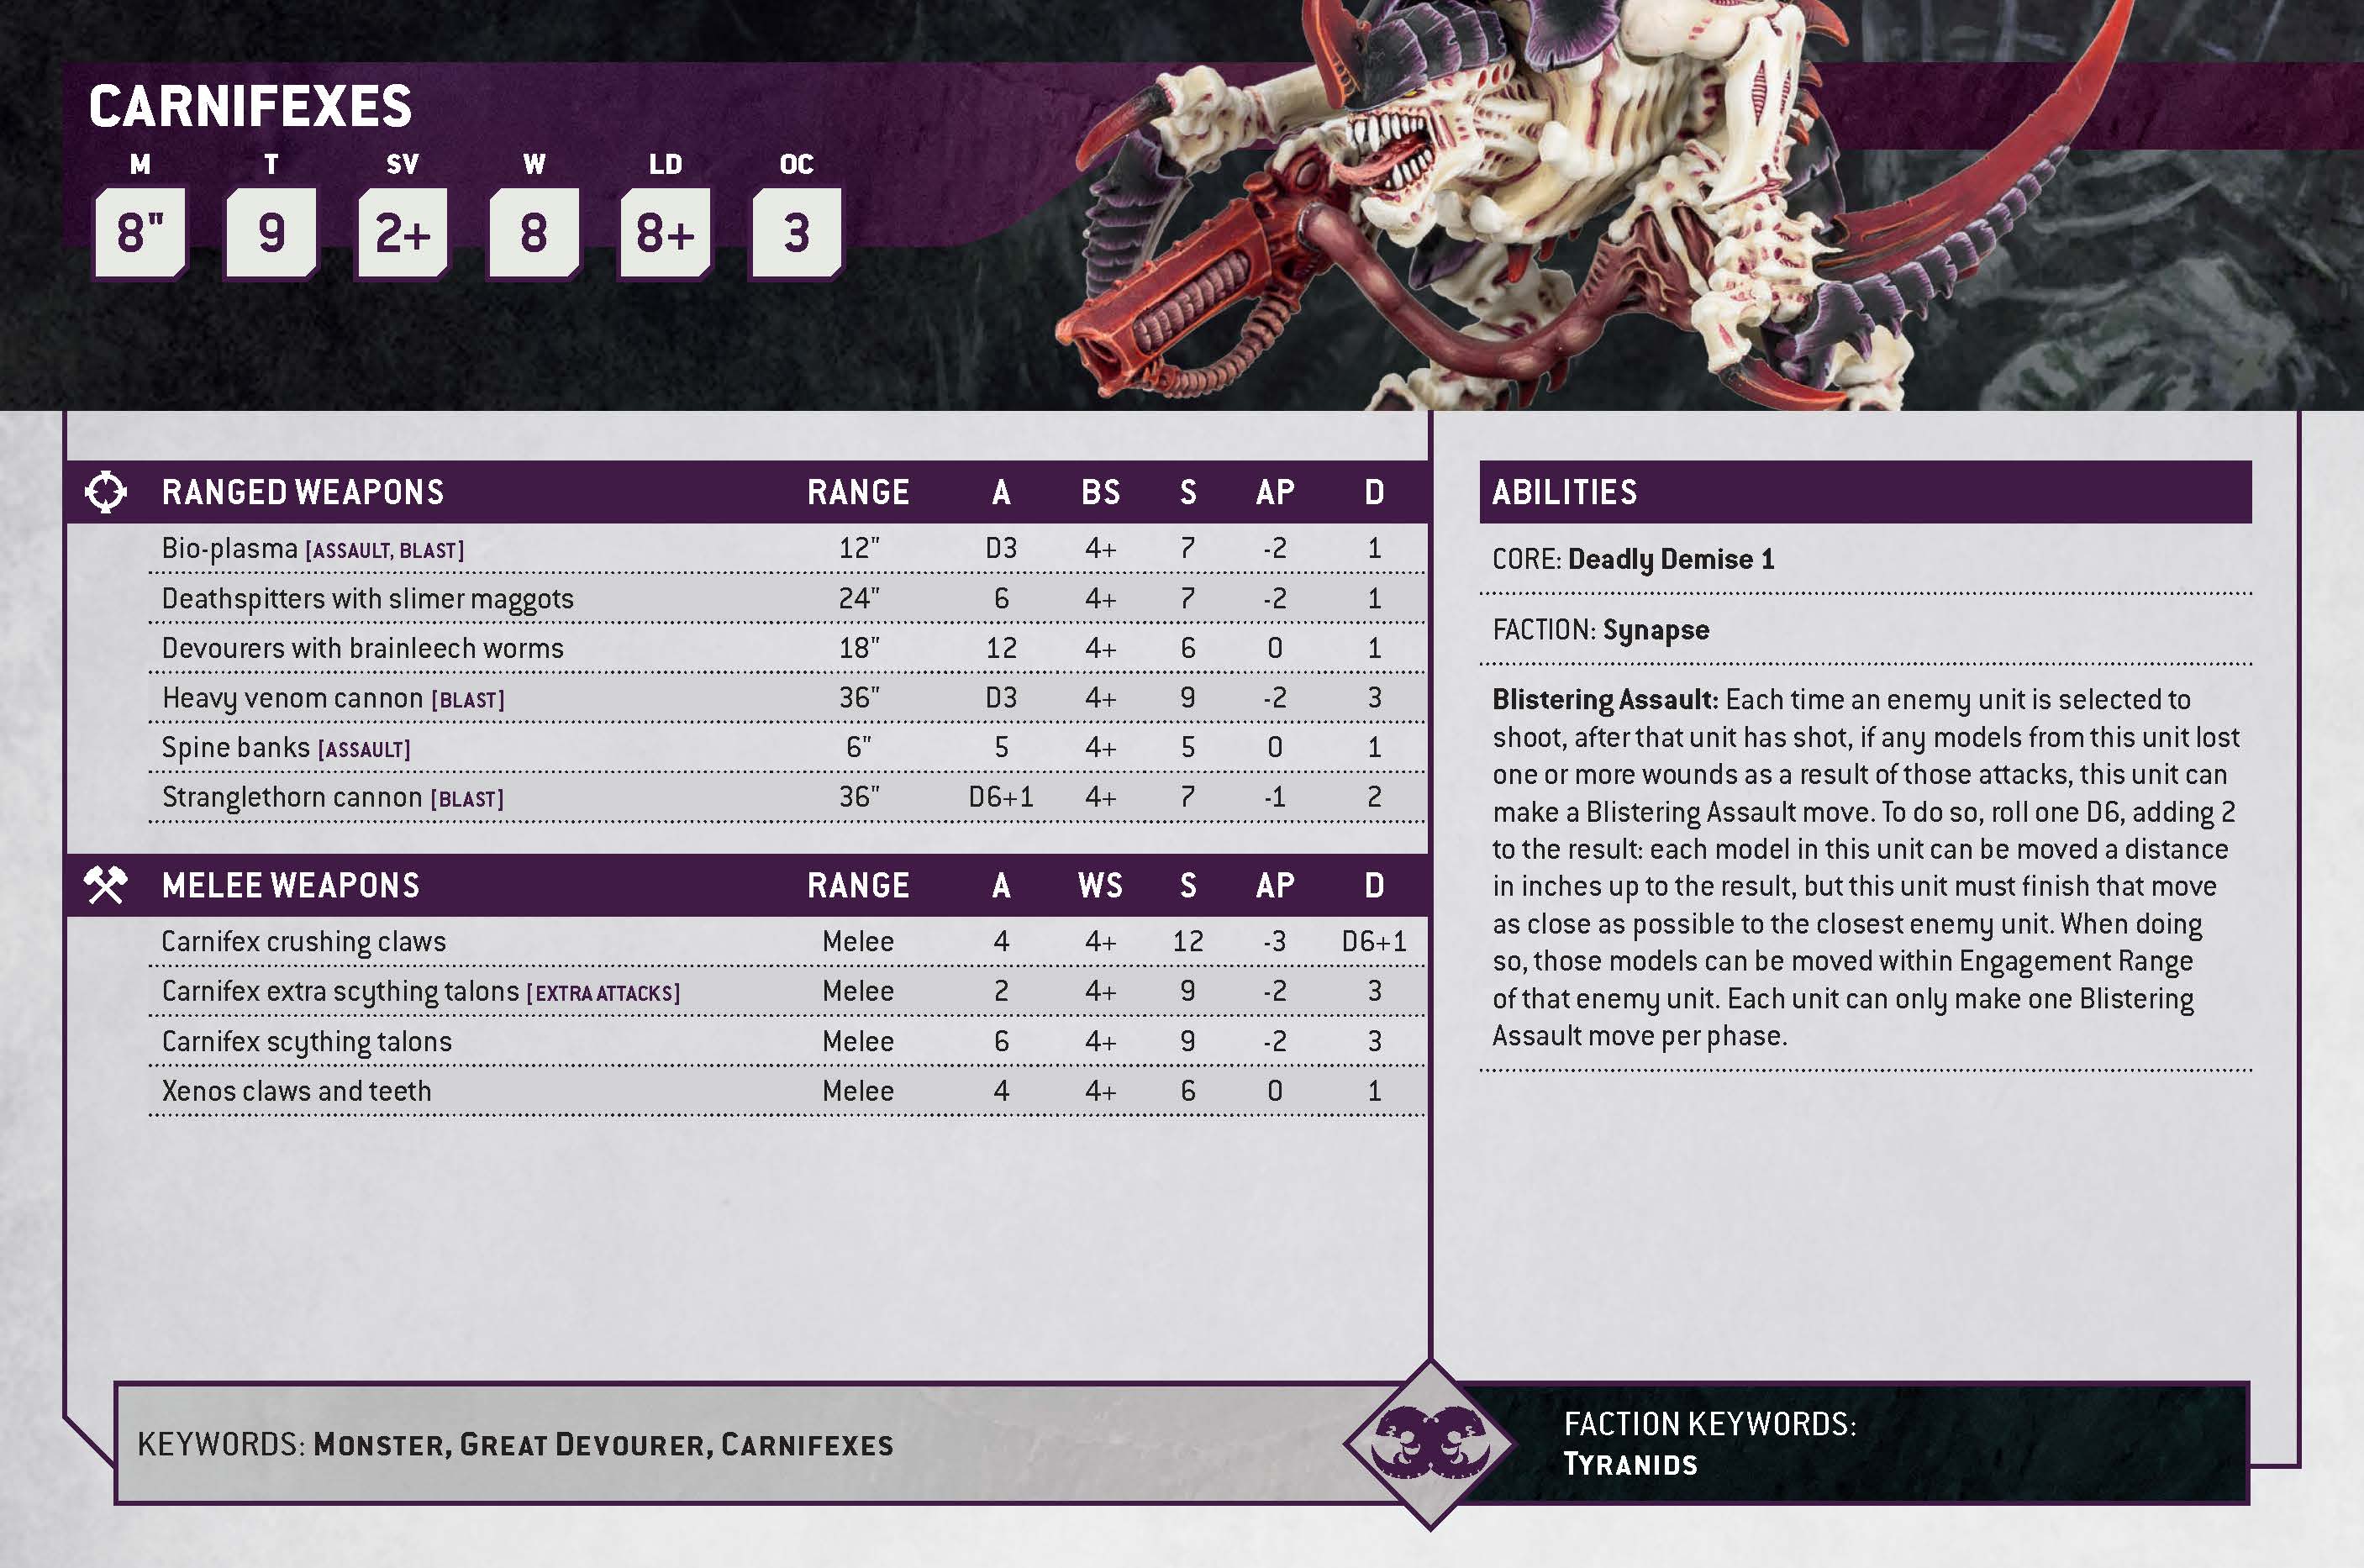 CARNIFEXES
M T SV W LD OC
8" 9 2+ 8 8+ 3
RANGED WEAPONS RANGE A BS S AP D
Bio-plasma [ASSAULT, BLAST] 12" D3 4+ 7 -2 1
Deathspitters with slimer maggots 24" 6 4+ 7 -2 1
Devourers with brainleech worms 18" 12 4+ 6 0 1
Heavy venom cannon [BLAST] 36" D3 4+ 9 -2 3
Spine banks [ASSAULT] 6" 5 4+ 5 0 1
Stranglethorn cannon [BLAST] 36" D6+1 4+ 7 -1 2
MELEE WEAPONS RANGE A WS S AP D
Carnifex crushing claws Melee 4 4+ 12 -3 D6+1
Carnifex extra scything talons [EXTRA ATTACKS] Melee 2 4+ 9 -2 3
Carnifex scything talons Melee 6 4+ 9 -2 3
Xenos claws and teeth Melee 4 4+ 6 0 1
ABILITIES
CORE: Deadly Demise 1
FACTION: Synapse
Blistering Assault: Each time an enemy unit is selected to
shoot, after that unit has shot, if any models from this unit lost
one or more wounds as a result of those attacks, this unit can
make a Blistering Assault move. To do so, roll one D6, adding 2
to the result: each model in this unit can be moved a distance
in inches up to the result, but this unit must finish that move
as close as possible to the closest enemy unit. When doing
so, those models can be moved within Engagement Range
of that enemy unit. Each unit can only make one Blistering
Assault move per phase.
KEYWORDS: MONSTER, GREAT DEVOURER, CARNIFEXES
FACTION KEYWORDS:
TYRANIDS